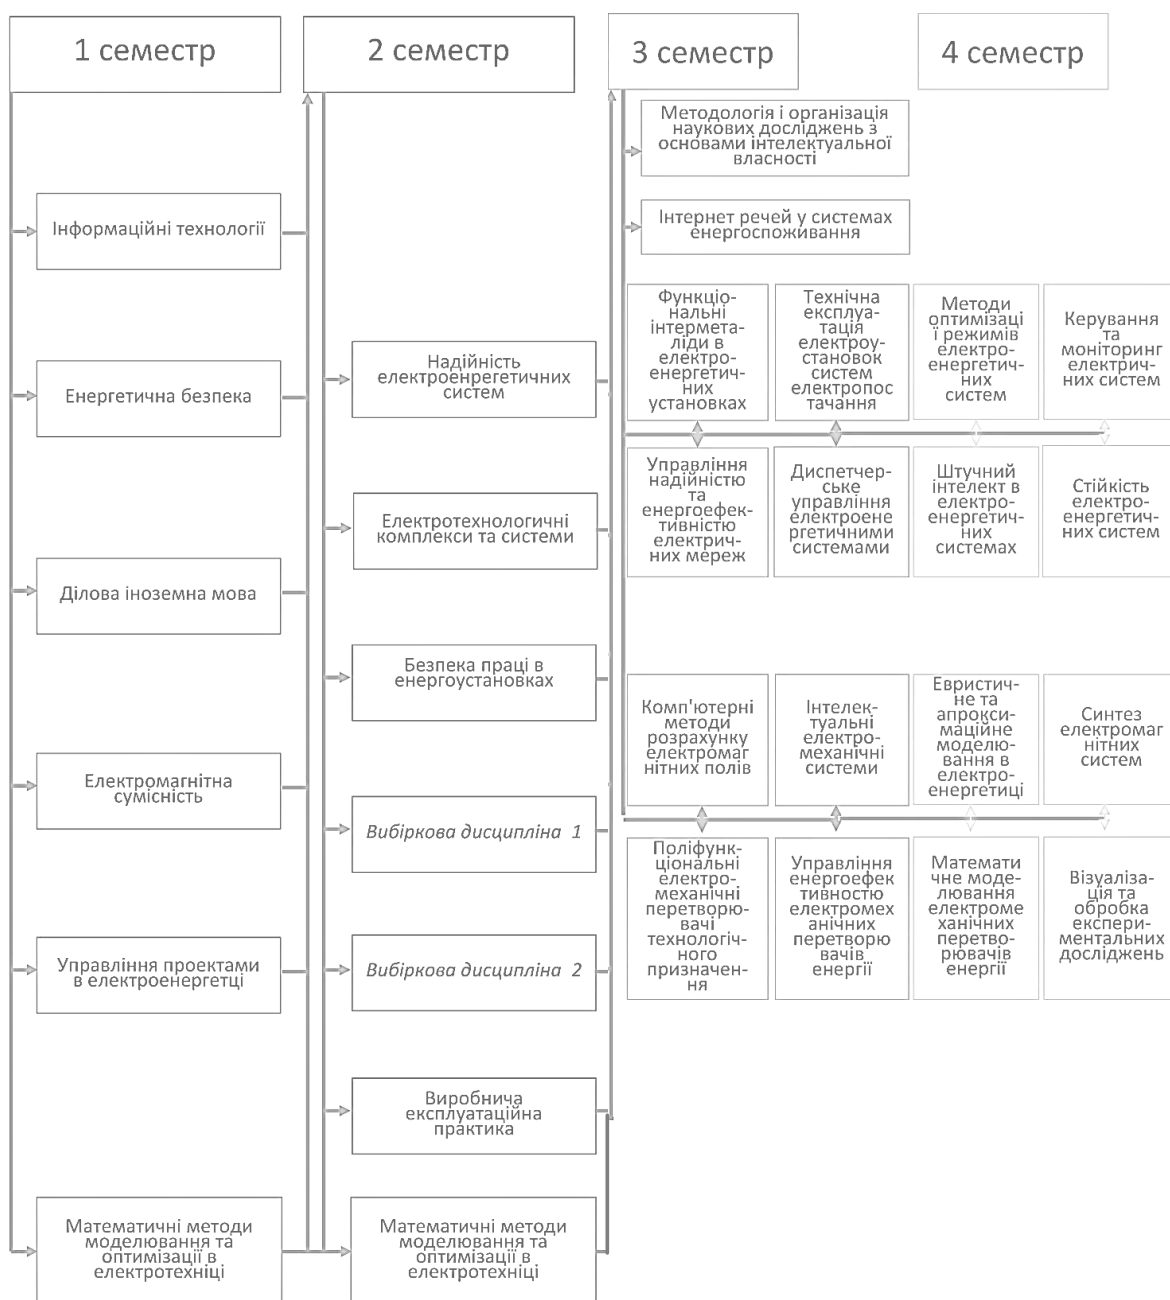 1 семестр
2 семестр
3 семестр
4 семестр
Інформаційні технології
Енергетична безпека
Ділова іноземна мова
Електромагнітна
сумісність
Управління проектами
в електроенергетці
Математичні методи
моделювання та
оптимізації в
електротехніці
Надійність
електроенрегетичних
систем
Електротехнологичні
комплекси та системи
Безпека праці в
енергоустановках
Вибіркова дисципліна 1
Вибіркова дисципліна 2
Виробнича
експлуатаційна
практика
Математичні методи
моделювання та
оптимізації в
електротехніці
Методологія і організація
наукових досліджень з
основами інтелектуальної
власності
Інтернет речей у системах
енергоспоживання
Функціо-
нальні
інтермета-
ліди в
електро-
енергетич-
них
установках
Технічна
експлуа-
тація
електроу-
становок
систем
електропос
тачання
Методи
оптимізаці
ї режимів
електро-
енергетич-
них
систем
Керування
та
моніторинг
електрич-
них систем
Управління
надійністю
та
енергоефек-
тивністю
електрич-
них мереж
Диспетчер-
ське
управління
електроене
ргетичними
системами
Штучний
інтелект в
електро-
енергетич-
них
системах
Стійкість
електро-
енергетич-
них систем
Комп'ютерні
методи
розрахунку
електромаг
нітних полів
Інтелек-
туальні
електро-
механічні
системи
Евристич-
не та
апрокси-
маційне
моделю-
вання в
електро-
енергетиці
Синтез
електромаг
нітних
систем
Поліфунк-
ціональні
електро-
механічні
перетворю-
вачі
технологіч-
ного
призначен-
ня
Управління
енергоефек
тивностю
електромех
анічних
перетворю
вачів
енергії
Математи
чне моде-
лювання
електроме
ханічних
перетво-
рювачів
енергії
Візуаліза-
ція та
обробка
експери-
ментальних
досліджень